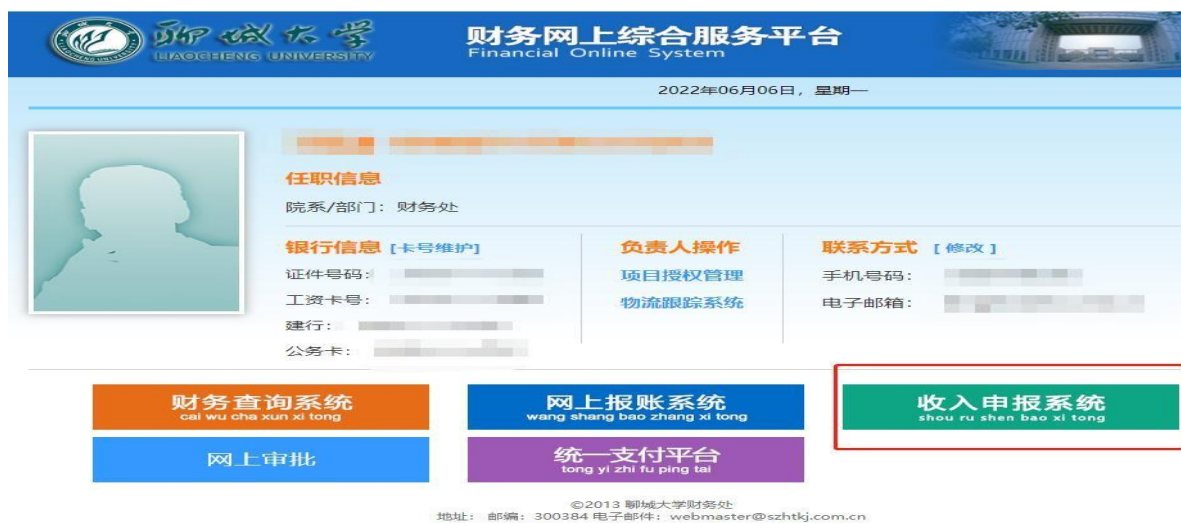 聊城大学
LIAOCHENG UNIVERSITY
财务网上综合服务平台
Financial Online System
2022年06月06日，星期一
任职信息
院系/部门：财务处
银行信息 [卡号维护]
证件号码：
工资卡号：
建行：
公务卡：
负责人操作
项目授权管理
物流跟踪系统
联系方式 [修改]
手机号码：
电子邮箱：
财务查询系统
cai wu cha xun xi tong
网上报账系统
wang shang bao zhang xi tong
收入申报系统
shou ru shen bao xi tong
网上审批
统一支付平台
tong yi zhi fu ping tai
©2013 聊城大学财务处
地址： 邮编：300384 电子邮件：webmaster@szhtkj.com.cn